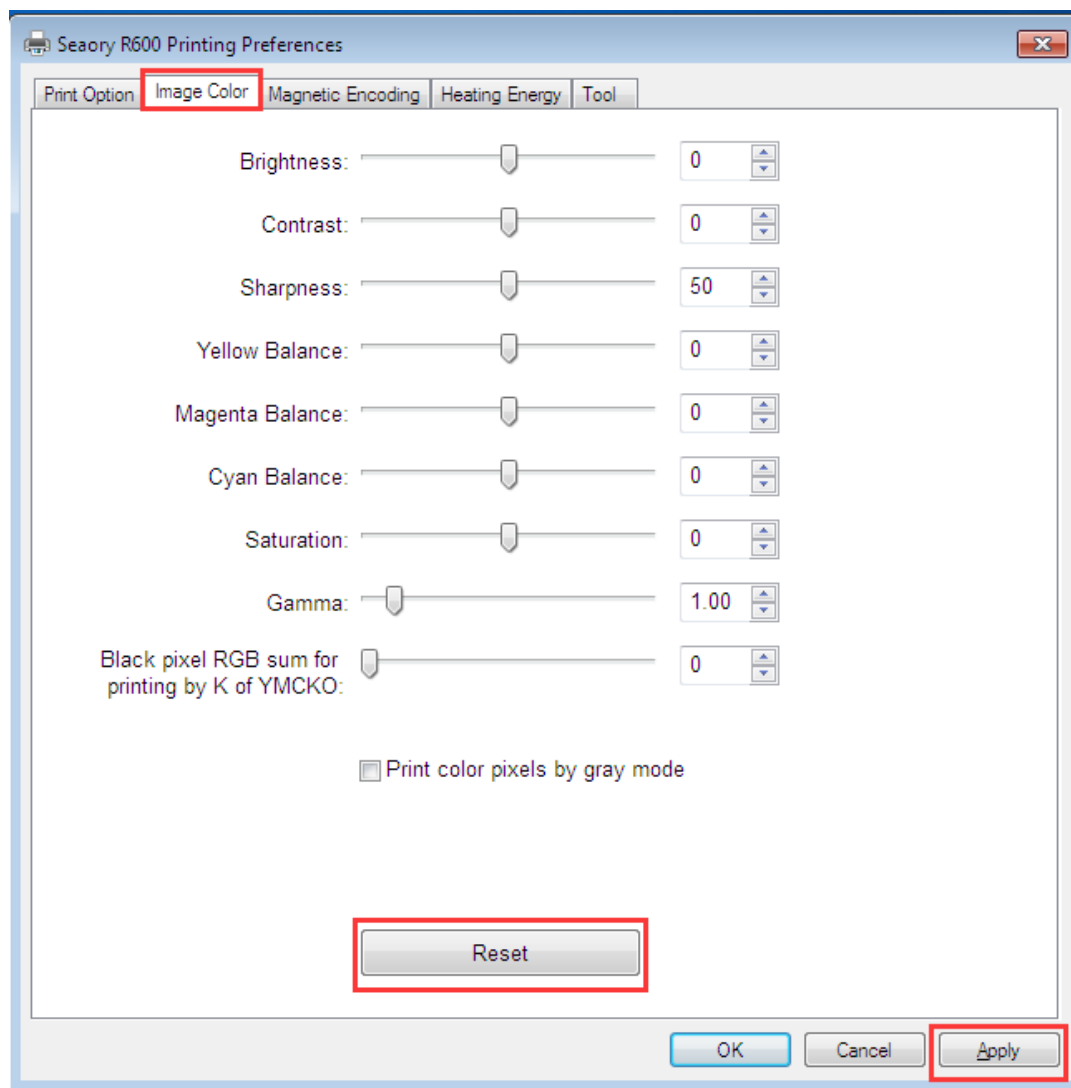 Seaory R600 Printing Preferences
Print Option Image Color Magnetic Encoding Heating Energy Tool
Brightness: 0
Contrast: 0
Sharpness: 50
Yellow Balance: 0
Magenta Balance: 0
Cyan Balance: 0
Saturation: 0
Gamma: 1.00
Black pixel RGB sum for
printing by K of YMCKO: 0
Print color pixels by gray mode
Reset
OK Cancel Apply